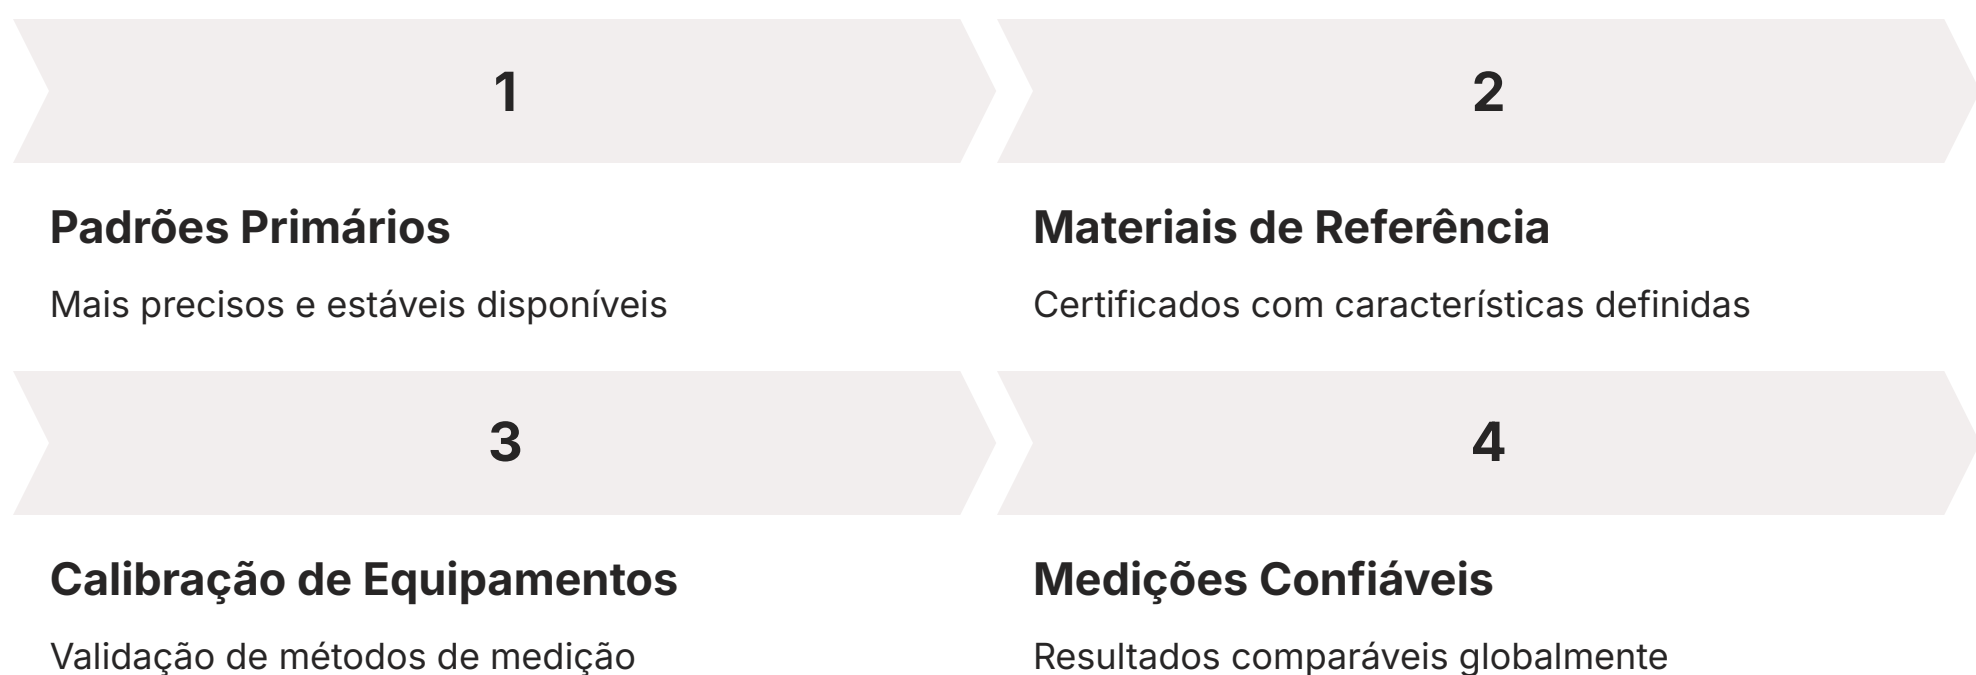 1
Padrões Primários
Mais precisos e estáveis disponíveis
2
Materiais de Referência
Certificados com características definidas
3
Calibração de Equipamentos
Validação de métodos de medição
4
Medições Confiáveis
Resultados comparáveis globalmente